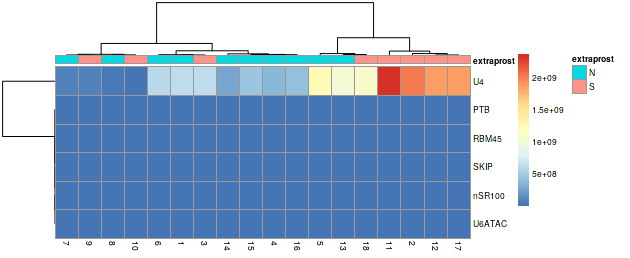 extraprost
U4
PTB
RBM45
SKIP
nSR100
U6ATAC
7 9 8 10 6 1 3 14 15 4 16 5 13 18 11 2 12 17
2e+09
1.5e+09
1e+09
5e+08
extraprost
N
S